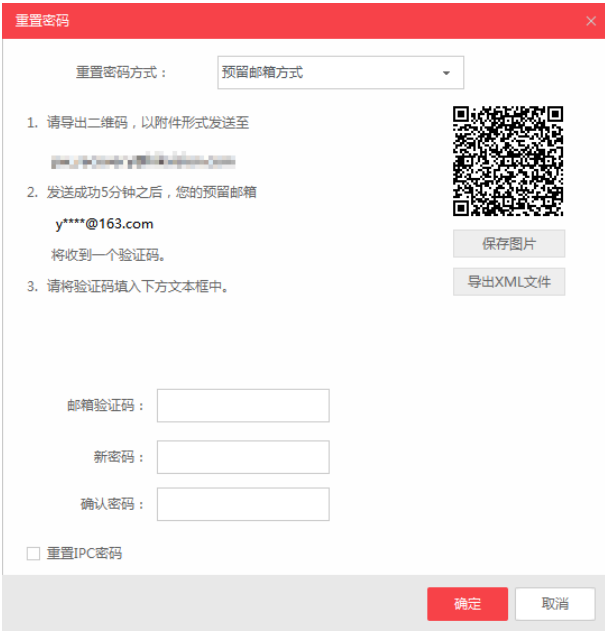 重置密码
重置密码方式：
预留邮箱方式
1. 请导出二维码，以附件形式发送至
2. 发送成功5分钟之后，您的预留邮箱
y****@163.com
将收到一个验证码。
3. 请将验证码填入下方文本框中。
保存图片
导出XML文件
邮箱验证码：
新密码：
确认密码：
重置IPC密码
确定
取消